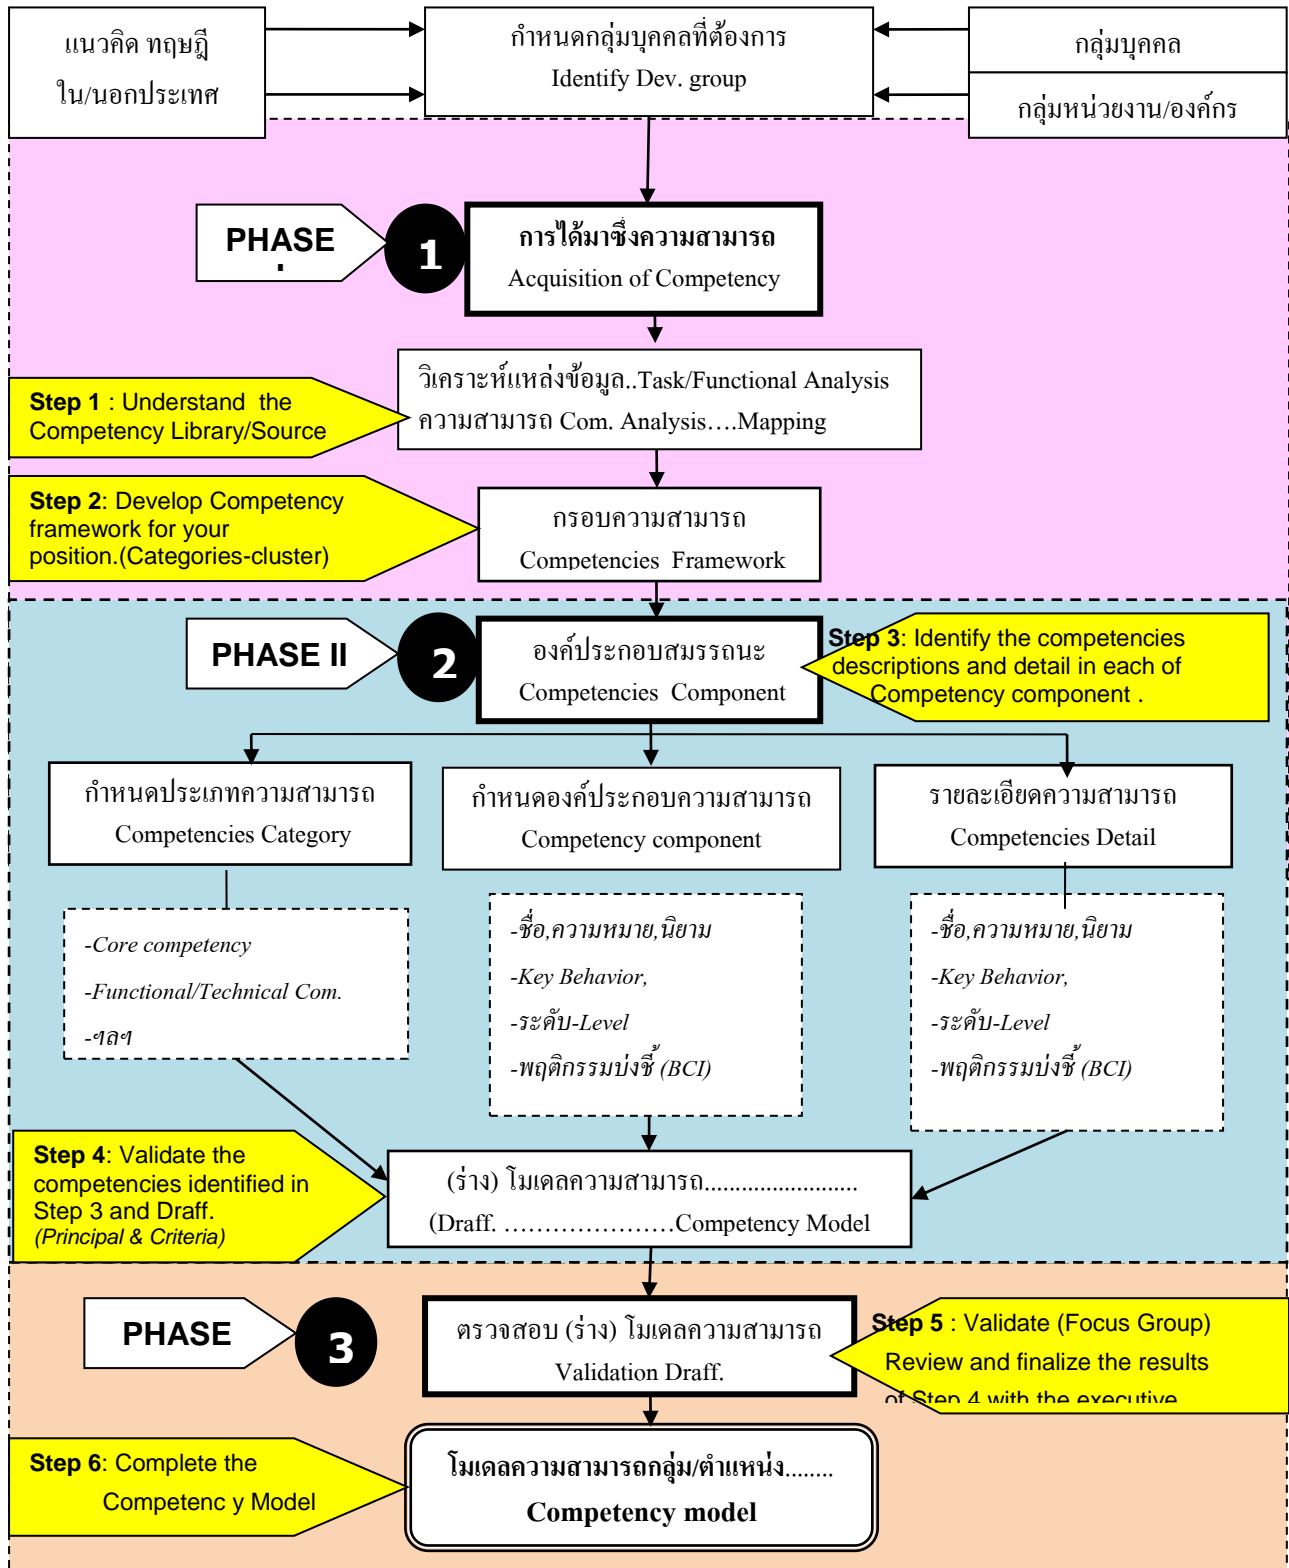 แนวคิด ทฤษฎี
ใน/นอกประเทศ
กำหนดกลุ่มบุคคลที่ต้องการ
Identify Dev. group
กลุ่มบุคคล
กลุ่มหน่วยงาน/องค์กร
PHASE
1
การได้มาซึ่งความสามารถ
Acquisition of Competency
Step 1 : Understand the
Competency Library/Source
วิเคราะห์แหล่งข้อมูล..Task/Functional Analysis
ความสามารถ Com. Analysis….Mapping
Step 2: Develop Competency
framework for your
position.(Categories-cluster)
กรอบความสามารถ
Competencies Framework
PHASE II
2
องค์ประกอบสมรรถนะ
Competencies Component
Step 3: Identify the competencies
descriptions and detail in each of
Competency component .
กำหนดประเภทความสามารถ
Competencies Category
กำหนดองค์ประกอบความสามารถ
Competency component
รายละเอียดความสามารถ
Competencies Detail
-Core competency
-Functional/Technical Com.
-ฯลฯ
-ชื่อ,ความหมาย,นิยาม
-Key Behavior,
-ระดับ-Level
-พฤติกรรมบ่งชี้ (BCI)
-ชื่อ,ความหมาย,นิยาม
-Key Behavior,
-ระดับ-Level
-พฤติกรรมบ่งชี้ (BCI)
Step 4: Validate the
competencies identified in
Step 3 and Draff.
(Principal & Criteria)
(ร่าง) โมเดลความสามารถ.........................
(Draff. …………………Competency Model
PHASE
3
ตรวจสอบ (ร่าง) โมเดลความสามารถ
Validation Draff.
Step 5 : Validate (Focus Group)
Review and finalize the results
of Step 4 with the executive
Step 6: Complete the
Competenc y Model
โมเดลความสามารถกลุ่ม/ตำแหน่ง........
Competency model